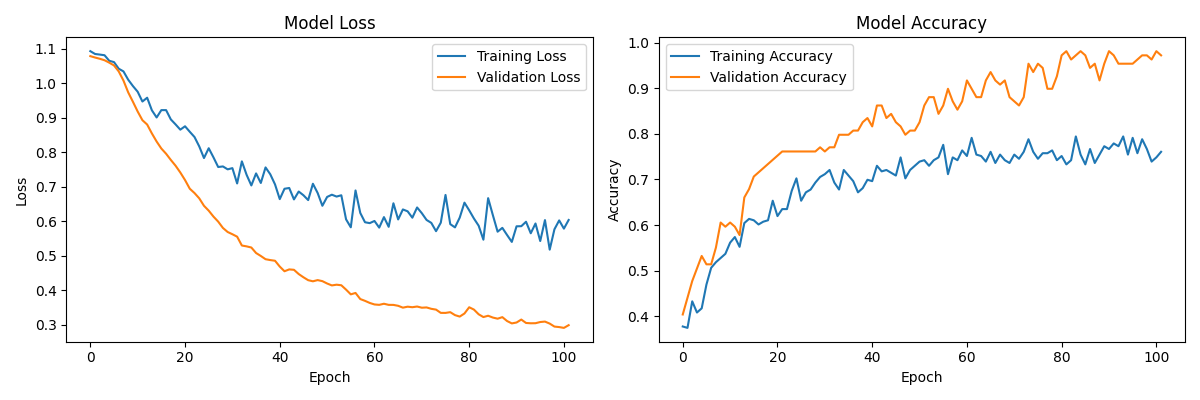 Model Loss
1.1
1.0
0.9
0.8
0.7
0.6
0.5
0.4
0.3
Loss
Training Loss
Validation Loss
0 20 40 60 80 100
Epoch
Model Accuracy
1.0
0.9
0.8
0.7
0.6
0.5
0.4
Accuracy
Training Accuracy
Validation Accuracy
0 20 40 60 80 100
Epoch